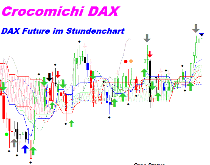 Crocomichi DAX
DAX Future im Stundenchart